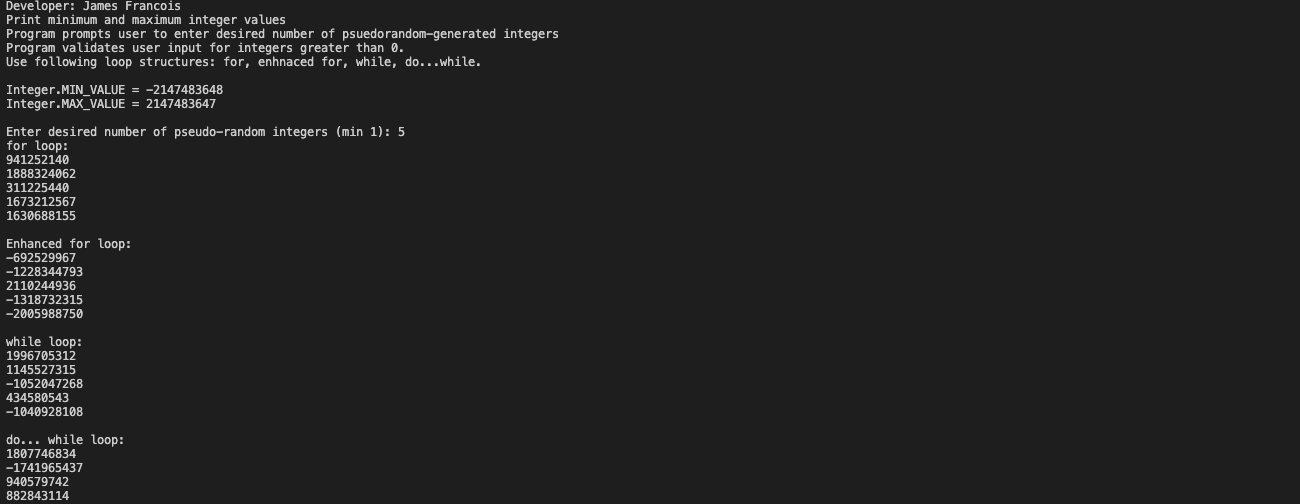 Developer: James Francois
Print minimum and maximum integer values
Program prompts user to enter desired number of psuedorandom-generated integers
Program validates user input for integers greater than 0.
Use following loop structures: for, enhnaced for, while, do...while.
Integer.MIN_VALUE = -2147483648
Integer.MAX_VALUE = 2147483647
Enter desired number of pseudo-random integers (min 1): 5
for loop:
941252140
1888324062
311225440
1673212567
1630688155
Enhanced for loop:
-692529967
-1228344793
2110244936
-1318732315
-2005988750
while loop:
1996705312
1145527315
-1052047268
434580543
-1040928108
do... while loop:
1807746834
-1741965437
940579742
882843114